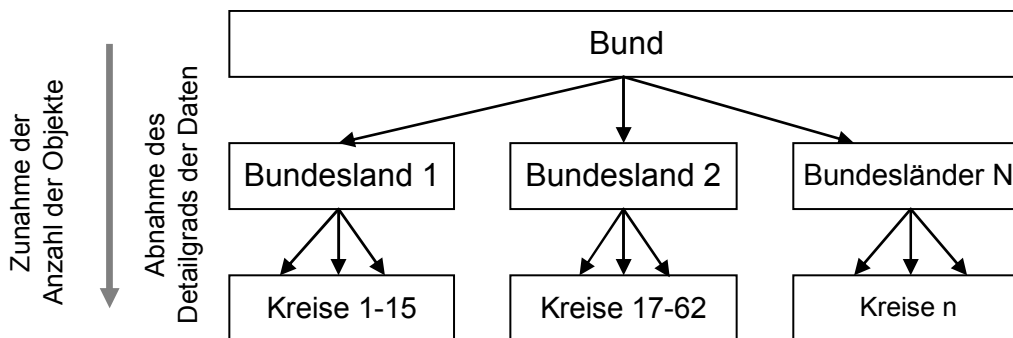 Zunahme der
Anzahl der Objekte
Abnahme des
Detailgrads der Daten
Bund
Bundesland 1
Bundesland 2
Bundesländer N
Kreise 1-15
Kreise 17-62
Kreise n